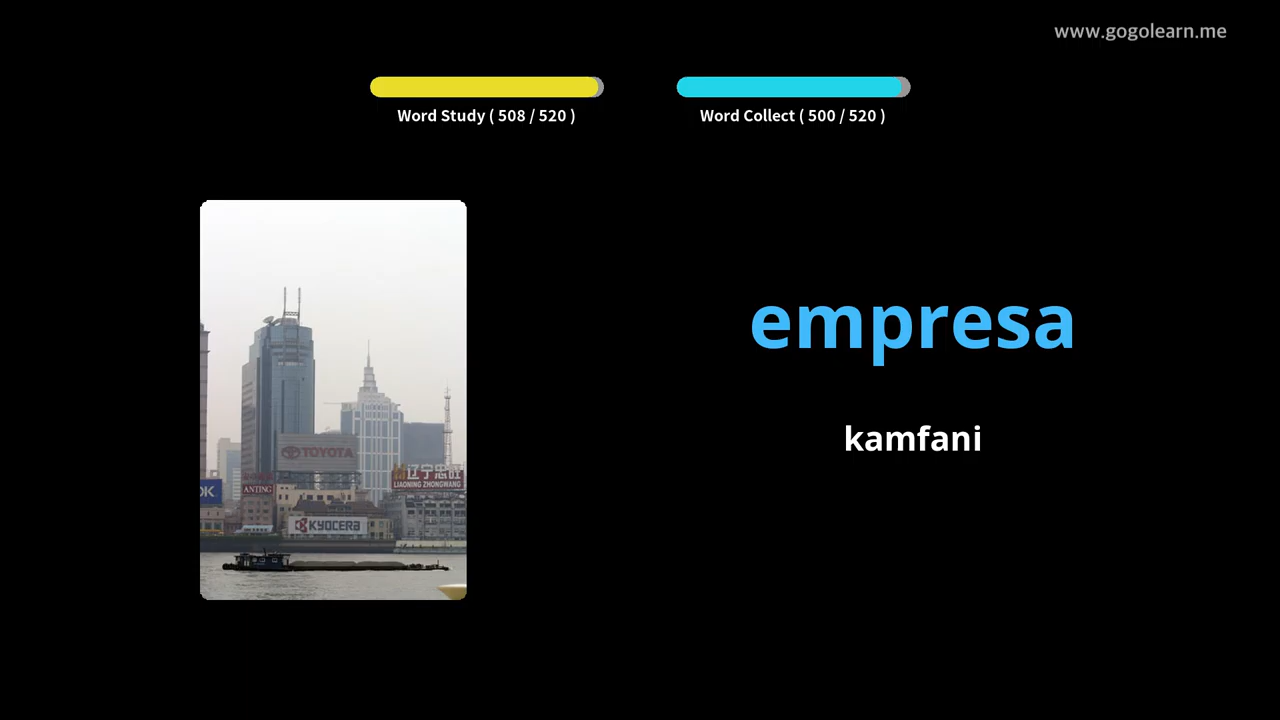 www.gogolearn.me
Word Study ( 508 / 520 )
Word Collect ( 500 / 520 )
empresa
kamfani
TOYOTA
辽宁忠旺
LIAONING ZHONGWANG
OK
ANTING
KYOCERA